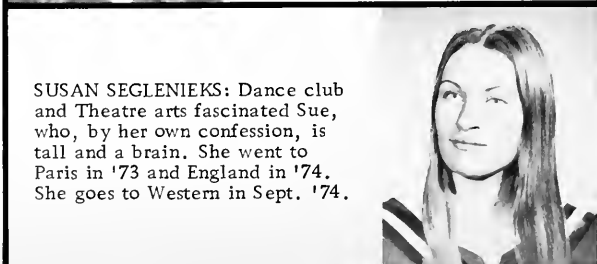 SUSAN SEGLENIEKS: Dance club
and Theatre arts fascinated Sue,
who, by her own confession, is
tall and a brain. She went to
Paris in '73 and England in '74.
She goes to Western in Sept. '74.